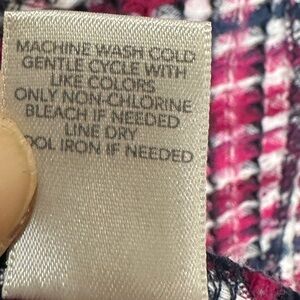 MACHINE WASH COLD
GENTLE CYCLE WITH
LIKE COLORS
ONLY NON-CHLORINE
BLEACH IF NEEDED
LINE DRY
OOL IRON IF NEEDED